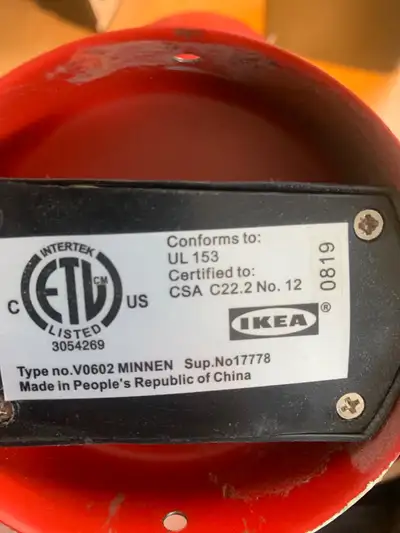 INTERTEK
ETL CM
C US
LISTED
3054269
Conforms to:
UL 153
Certified to:
CSA C22.2 No. 12
0819
IKEA ®
Type no.V0602 MINNEN Sup.No17778
Made in People's Republic of China